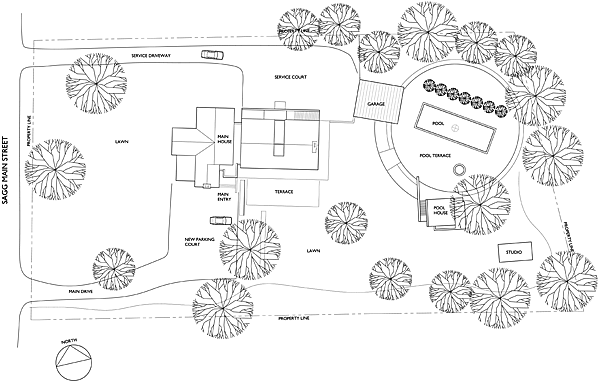 PROPERTY LINE
SERVICE DRIVEWAY
SERVICE COURT
GARAGE
POOL
PROPERTY LINE
LAWN
MAIN
HOUSE
POOL TERRACE
SAGG MAIN STREET
TERRACE
MAIN
ENTRY
POOL
HOUSE
NEW PARKING
COURT
LAWN
PROPERTY LINE
STUDIO
MAIN DRIVE
PROPERTY LINE
NORTH